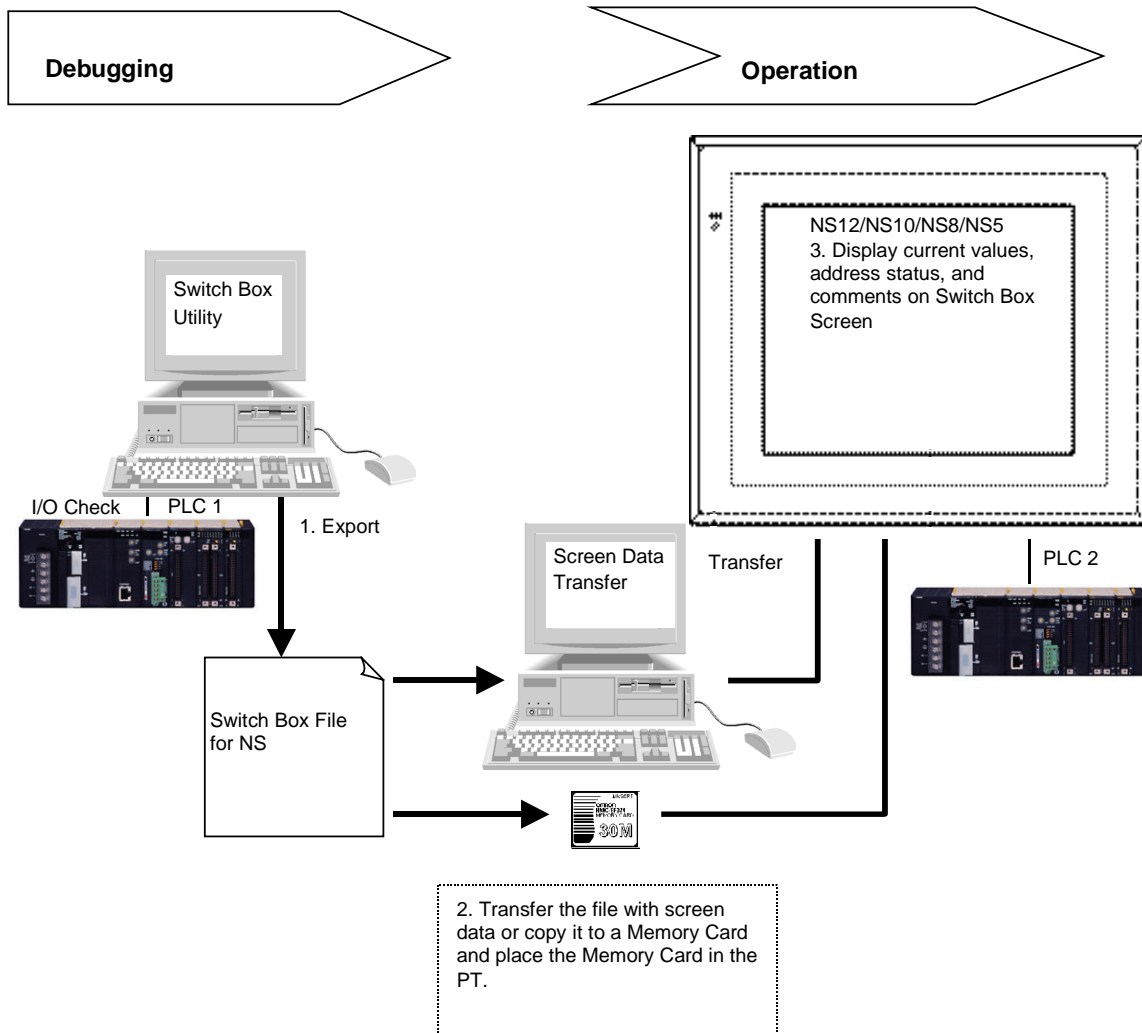 Debugging
Operation
NS12/NS10/NS8/NS5
3. Display current values,
address status, and
comments on Switch Box
Screen
Switch Box
Utility
I/O Check
PLC 1
1. Export
Screen Data
Transfer
Transfer
PLC 2
Switch Box File
for NS
omron
MEMORY CARD
30M
2. Transfer the file with screen
data or copy it to a Memory Card
and place the Memory Card in the
PT.